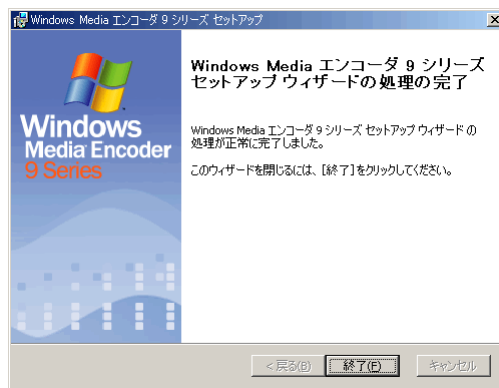 Windows Media エンコーダ 9 シリーズ セットアップ
Windows Media エンコーダ 9 シリーズ
セットアップ ウィザードの処理の完了
Windows
Media Encoder
9 Series
Windows Media エンコーダ 9 シリーズ セットアップ ウィザード の
処理が正常に完了しました。
このウィザードを閉じるには、[終了]をクリックしてください。
< 戻る(B)
終了(F)
キャンセル